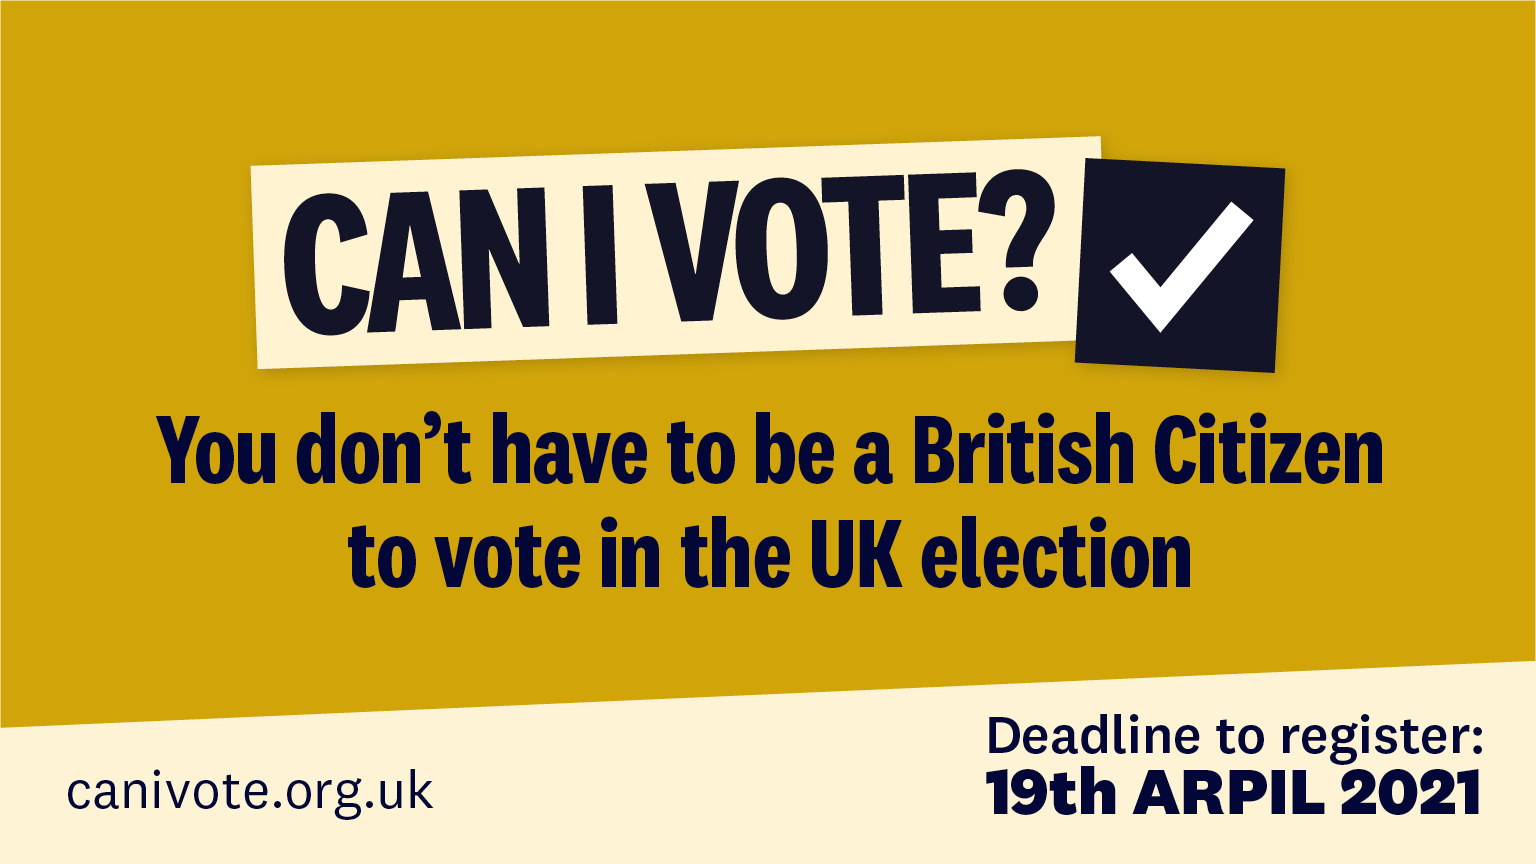 CAN I VOTE?
You don’t have to be a British Citizen
to vote in the UK election
canivote.org.uk
Deadline to register:
19th ARPIL 2021